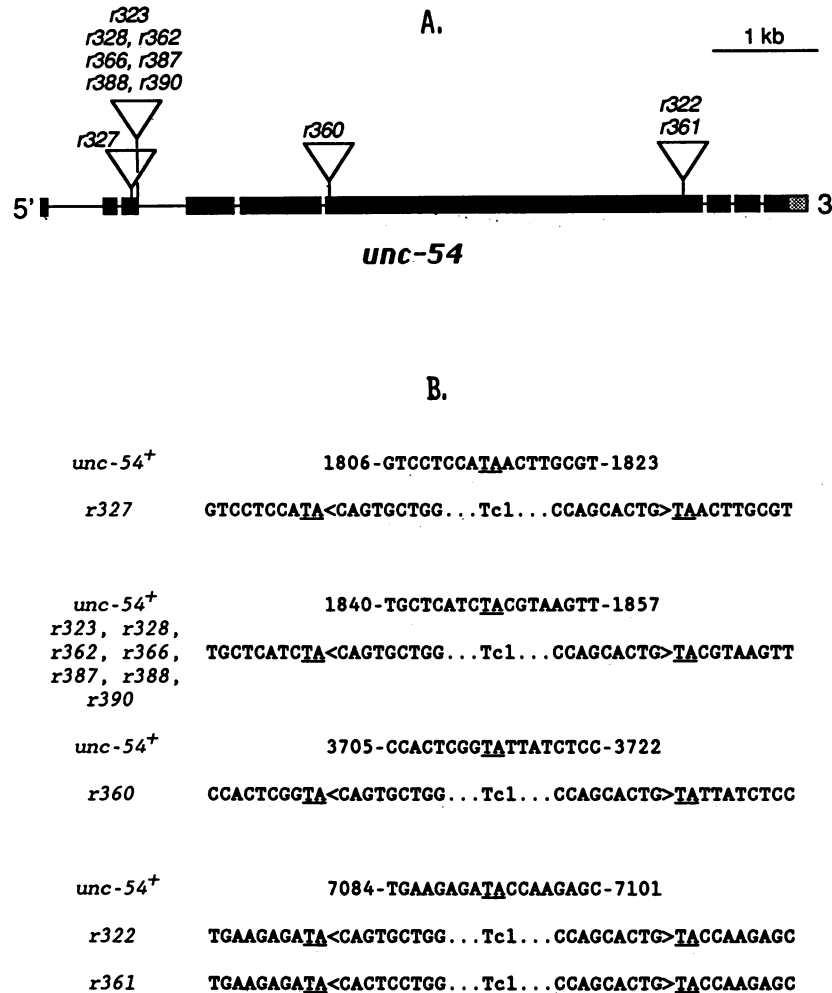 A.
r323
r328, r362
r366, r387
r388, r390
r327
r360
r322
r361
1 kb
5' 3
unc-54
B.
unc-54+ 1806-GTCCTCCATAACTTGCGT-1823
r327 GTCCTCCATA<CAGTGCTGG...Tc1...CCAGCACTG>TAACTTGCGT
unc-54+ 1840-TGCTCATCTACGTAAGTT-1857
r323, r328,
r362, r366, TGCTCATCTA<CAGTGCTGG...Tc1...CCAGCACTG>TACGTAAGTT
r387, r388,
r390
unc-54+ 3705-CCACTCGGTATTATCTCC-3722
r360 CCACTCGGTA<CAGTGCTGG...Tc1...CCAGCACTG>TATTATCTCC
unc-54+ 7084-TGAAGAGATACCAAGAGC-7101
r322 TGAAGAGATA<CAGTGCTGG...Tc1...CCAGCACTG>TACCAAGAGC
r361 TGAAGAGATA<CACTCCTGG...Tc1...CCAGCACTG>TACCAAGAGC